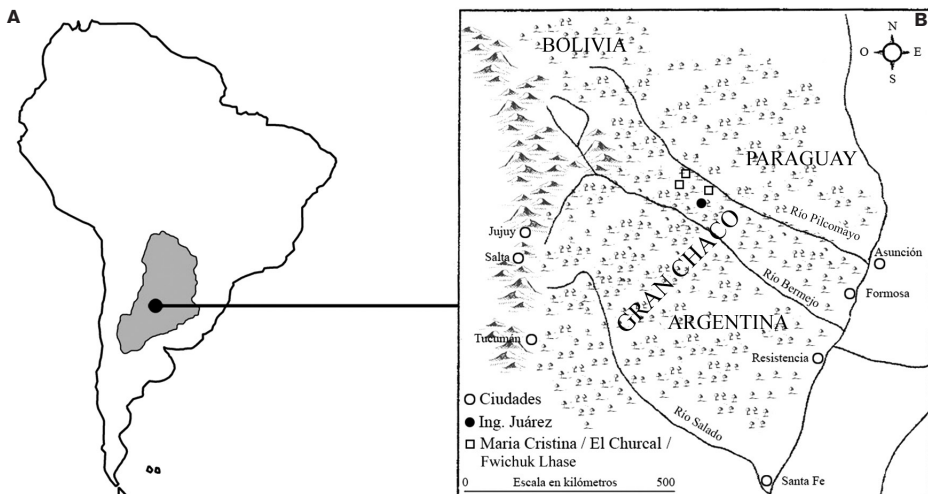 A
B
BOLIVIA
N
O E
S
PARAGUAY
Río Pilcomayo
Jujuy
Salta
Asunción
GRAN CHACO
Río Bermejo
Formosa
ARGENTINA
Tucumán
Resistencia
Ciudades
Ing. Juárez
Maria Cristina / El Churcal /
Fwichuk Lhase
Río Salado
0 Escala en kilómetros 500
Santa Fe